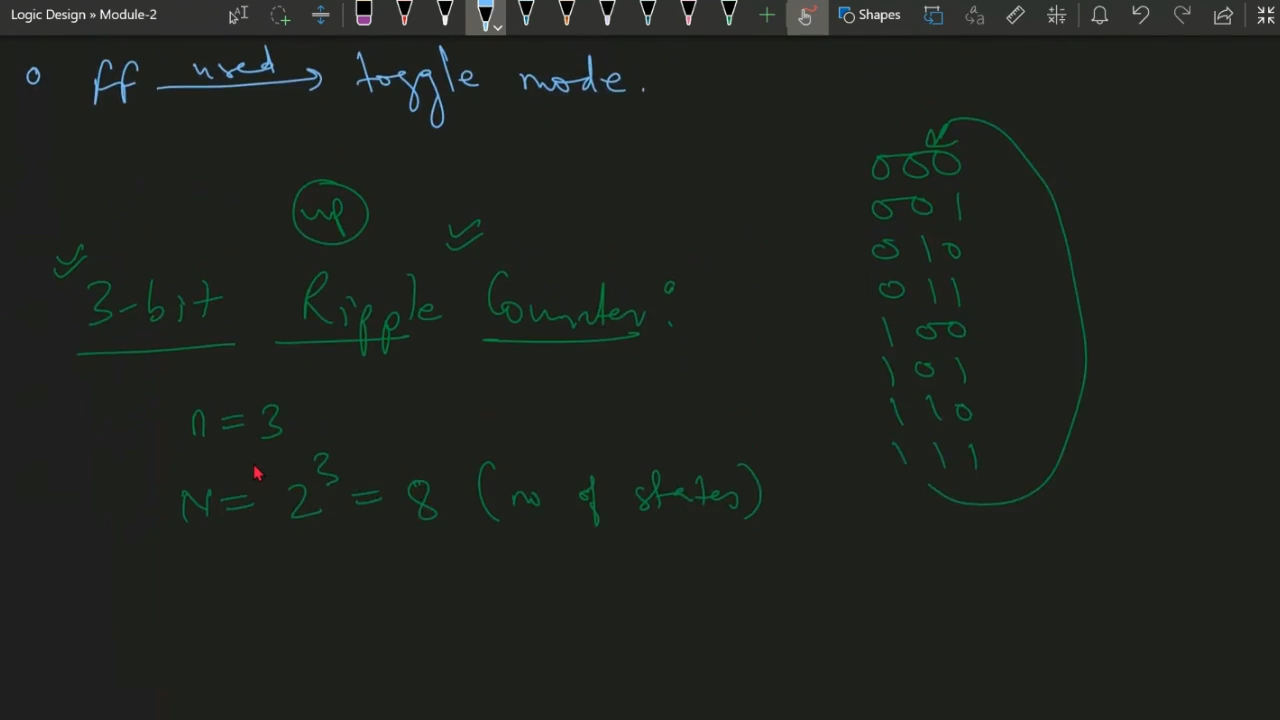 Logic Design » Module-2
Shapes
o ff used → toggle mode.
up
3-bit Ripple Counter:
n = 3
N = 2³ = 8 (no of states)
000
001
010
011
100
101
110
111